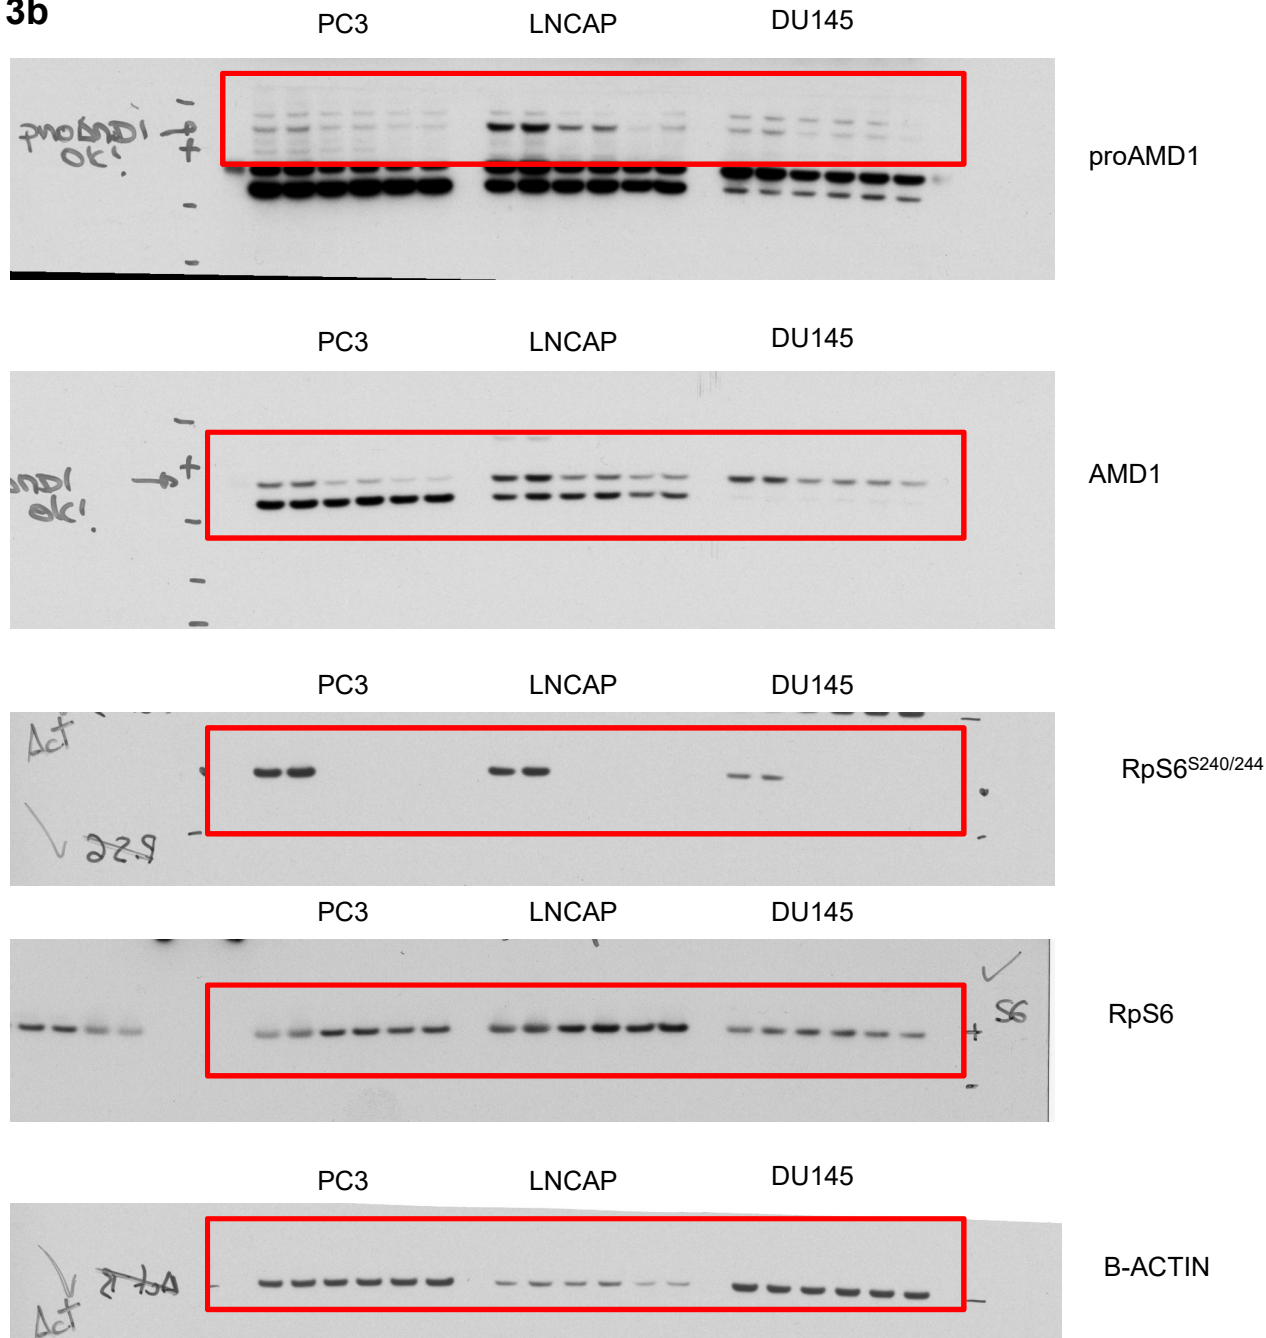 3b
PC3 LNCAP DU145
proAMD1
OK!
proAMD1
PC3 LNCAP DU145
OK!
AMD1
PC3 LNCAP DU145
Act
RpS6S240/244
PC3 LNCAP DU145
S6
RpS6
PC3 LNCAP DU145
Act
B-ACTIN